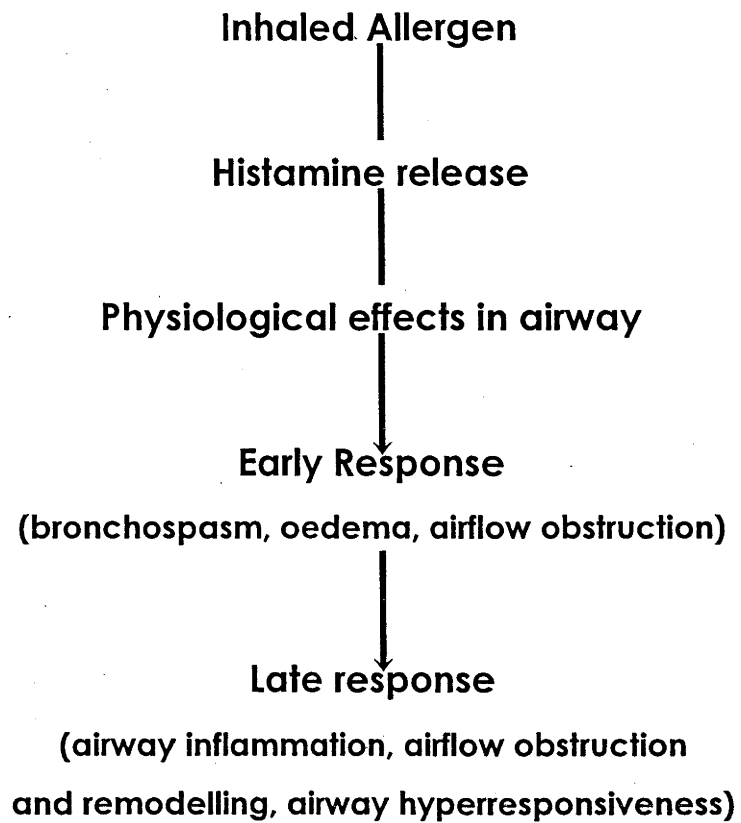 Inhaled Allergen
Histamine release
Physiological effects in airway
Early Response
(bronchospasm, oedema, airflow obstruction)
Late response
(airway inflammation, airflow obstruction
and remodelling, airway hyperresponsiveness)